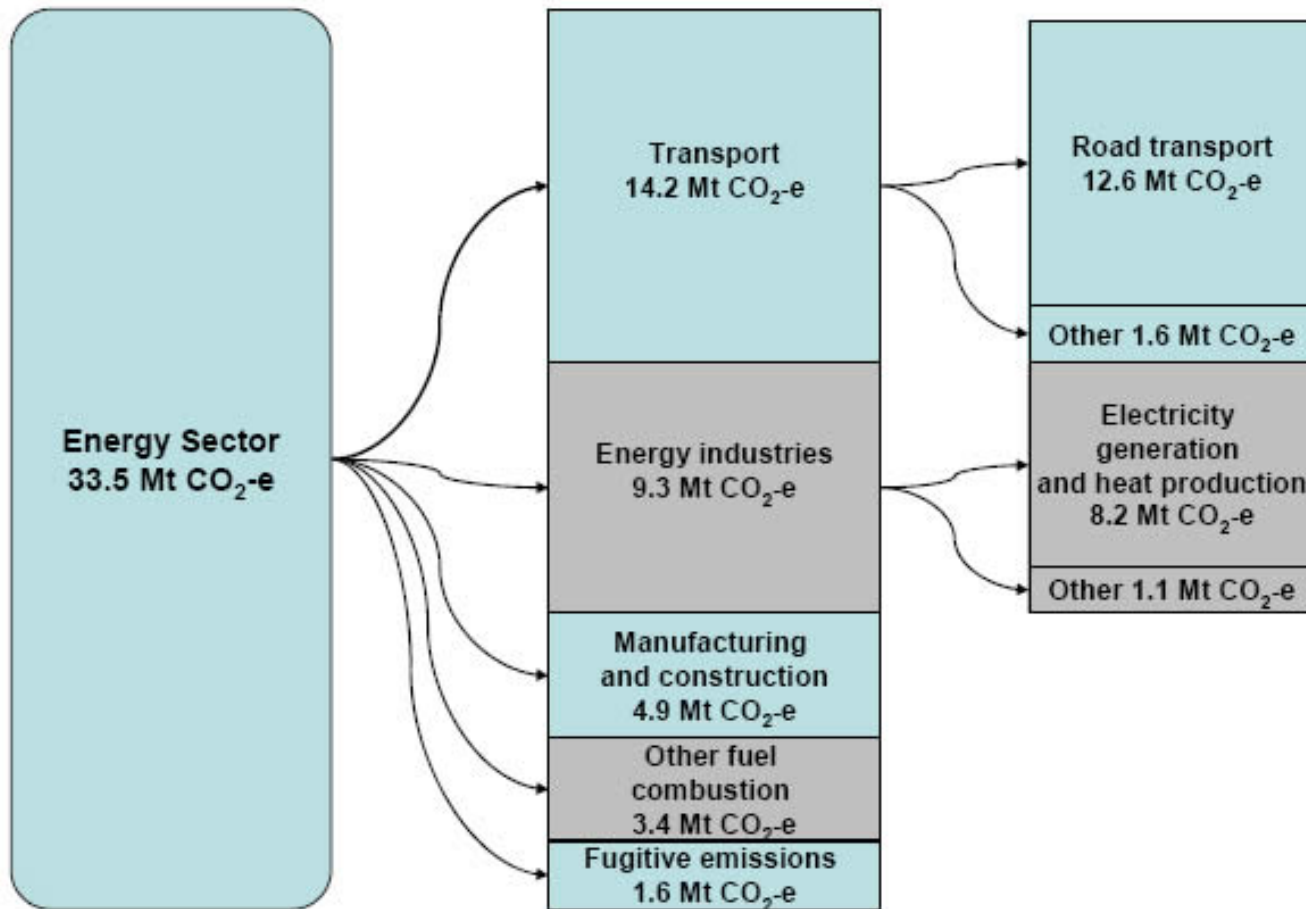 Energy Sector
33.5 Mt CO₂-e
Transport
14.2 Mt CO₂-e
Energy industries
9.3 Mt CO₂-e
Manufacturing
and construction
4.9 Mt CO₂-e
Other fuel
combustion
3.4 Mt CO₂-e
Fugitive emissions
1.6 Mt CO₂-e
Road transport
12.6 Mt CO₂-e
Other 1.6 Mt CO₂-e
Electricity
generation
and heat production
8.2 Mt CO₂-e
Other 1.1 Mt CO₂-e